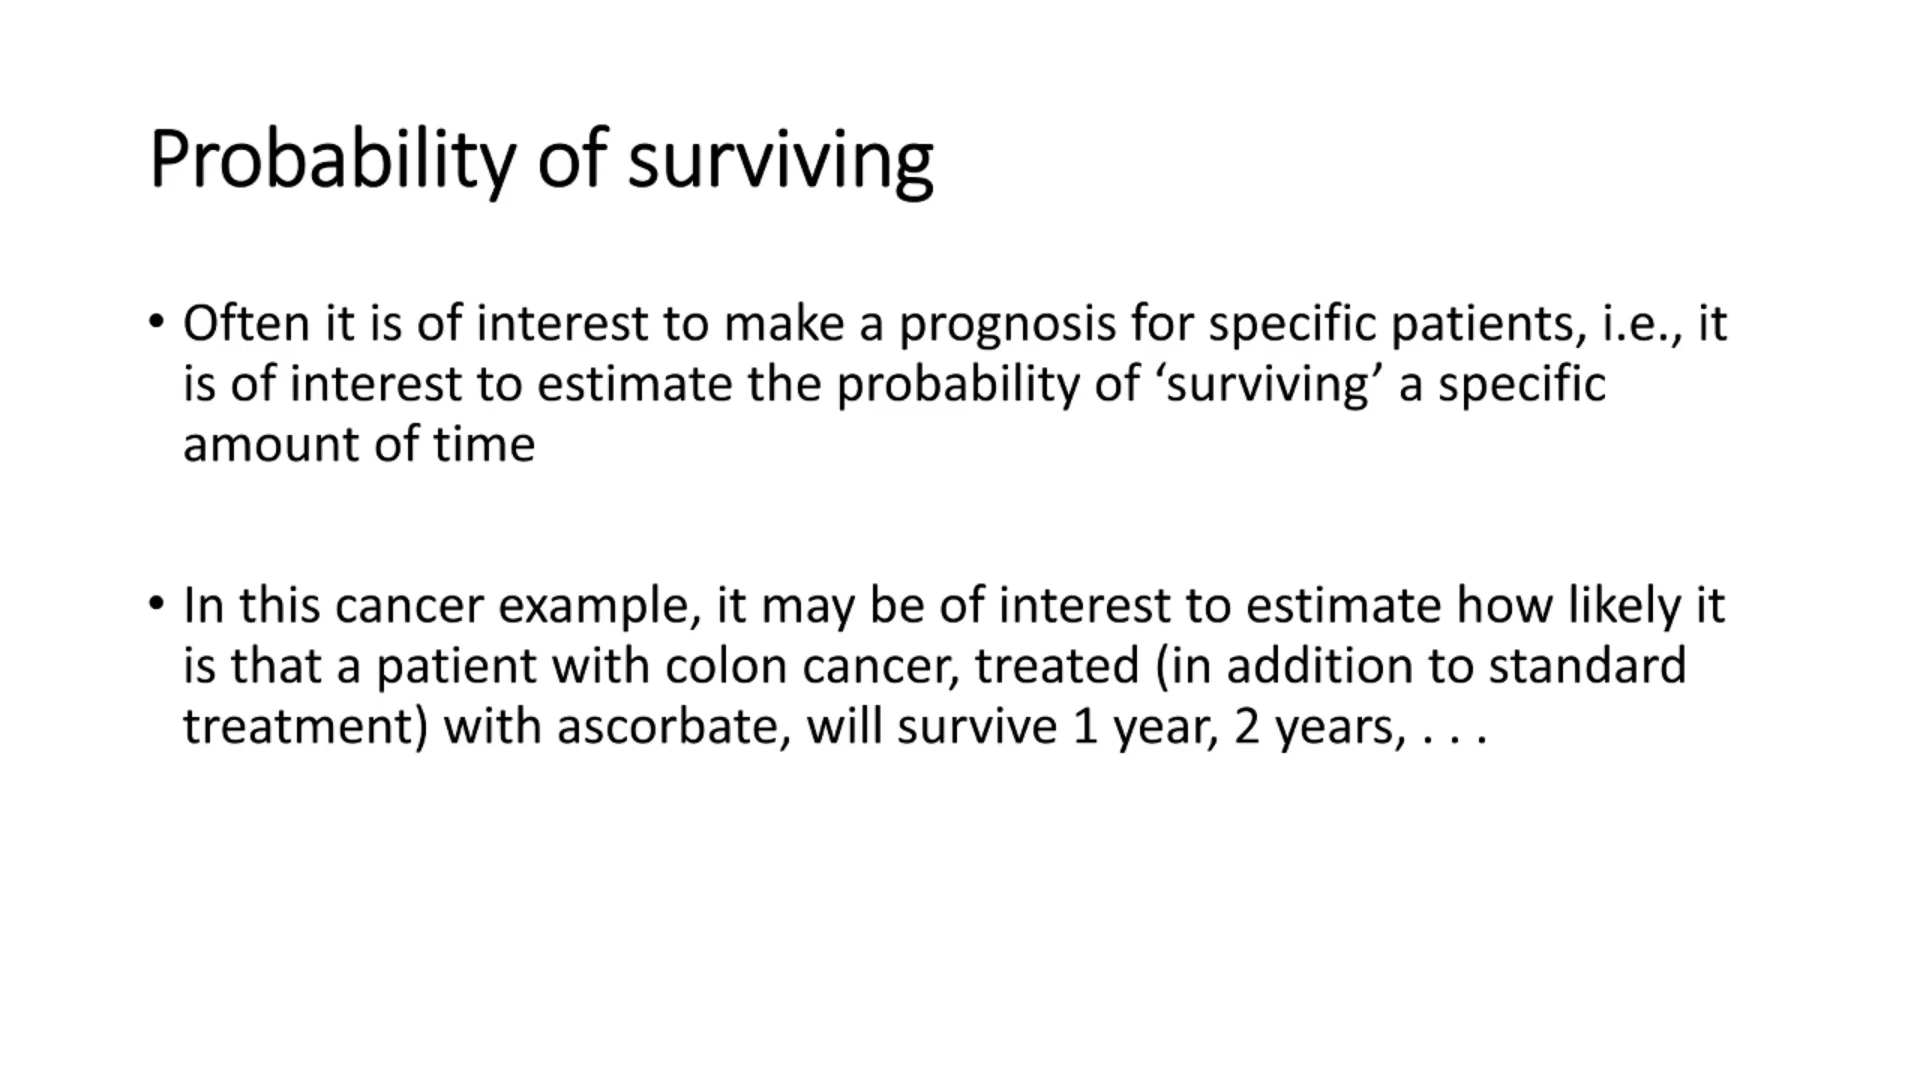 Probability of surviving
• Often it is of interest to make a prognosis for specific patients, i.e., it
is of interest to estimate the probability of ‘surviving’ a specific
amount of time
• In this cancer example, it may be of interest to estimate how likely it
is that a patient with colon cancer, treated (in addition to standard
treatment) with ascorbate, will survive 1 year, 2 years, . . .